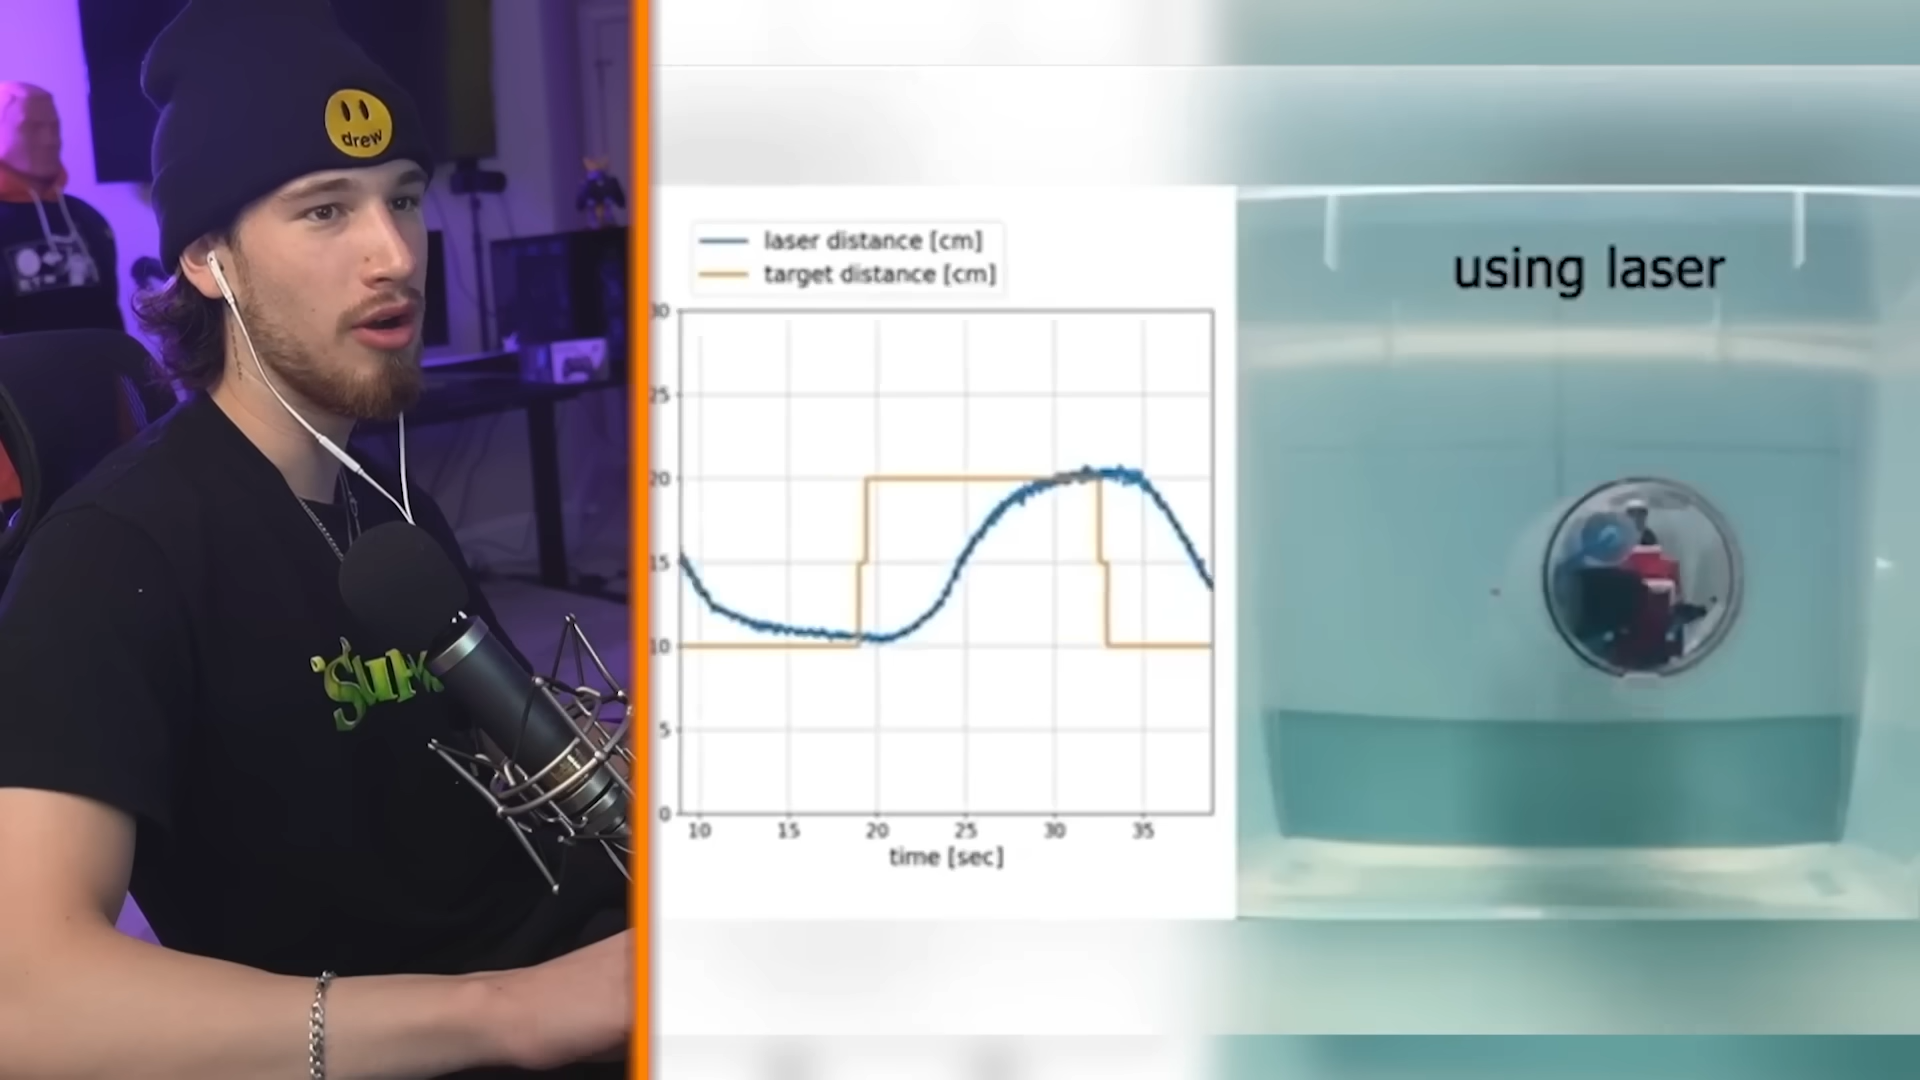 drew
laser distance [cm]
target distance [cm]
30
25
20
15
10
5
0
10 15 20 25 30 35
time [sec]
using laser